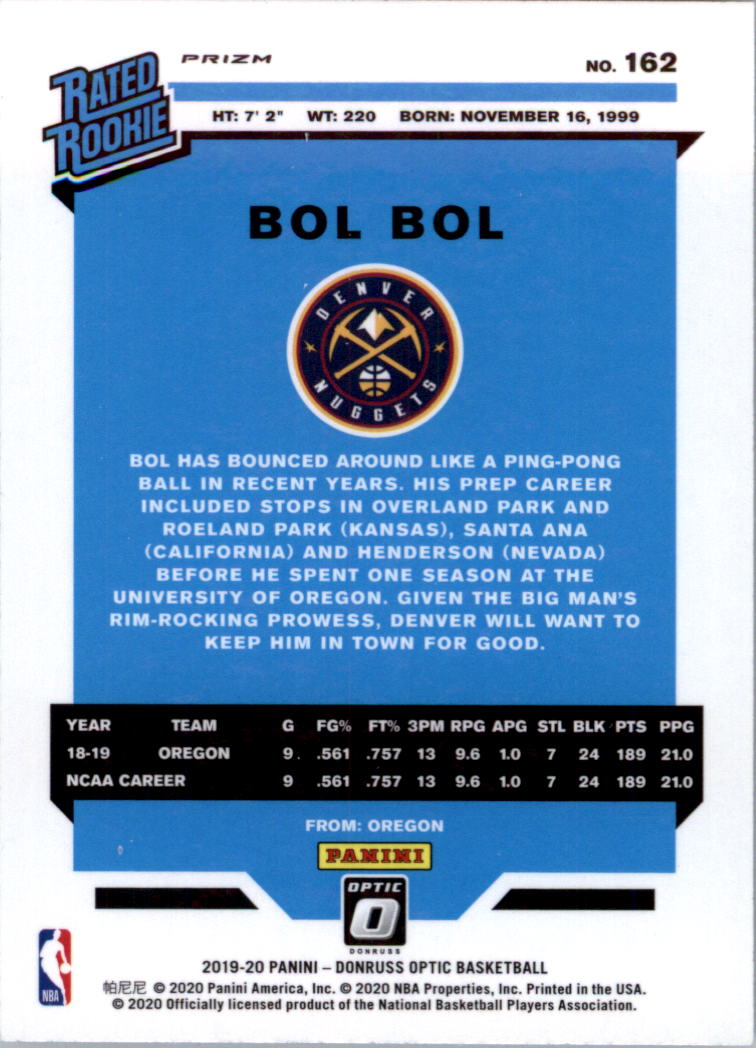 RATED ROOKIE
PRIZM
NO. 162
HT: 7' 2" WT: 220 BORN: NOVEMBER 16, 1999
BOL BOL
DENVER
NUGGETS
BOL HAS BOUNCED AROUND LIKE A PING-PONG
BALL IN RECENT YEARS. HIS PREP CAREER
INCLUDED STOPS IN OVERLAND PARK AND
ROELAND PARK (KANSAS), SANTA ANA
(CALIFORNIA) AND HENDERSON (NEVADA)
BEFORE HE SPENT ONE SEASON AT THE
UNIVERSITY OF OREGON. GIVEN THE BIG MAN'S
RIM-ROCKING PROWESS, DENVER WILL WANT TO
KEEP HIM IN TOWN FOR GOOD.
YEAR TEAM G FG% FT% 3PM RPG APG STL BLK PTS PPG
18-19 OREGON 9 .561 .757 13 9.6 1.0 7 24 189 21.0
NCAA CAREER 9 .561 .757 13 9.6 1.0 7 24 189 21.0
FROM: OREGON
PANINI
OPTIC
O
DONRUSS
NBA
2019-20 PANINI – DONRUSS OPTIC BASKETBALL
帕尼尼 © 2020 Panini America, Inc. © 2020 NBA Properties, Inc. Printed in the USA.
© 2020 Officially licensed product of the National Basketball Players Association.